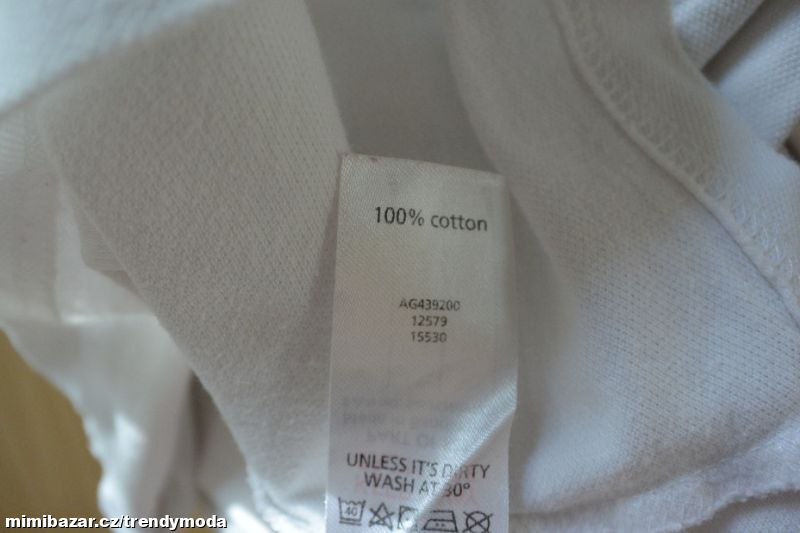 100% cotton
AG439200
12579
15530
UNLESS IT'S DIRTY
WASH AT 30°
40
mimibazar.cz/trendymoda